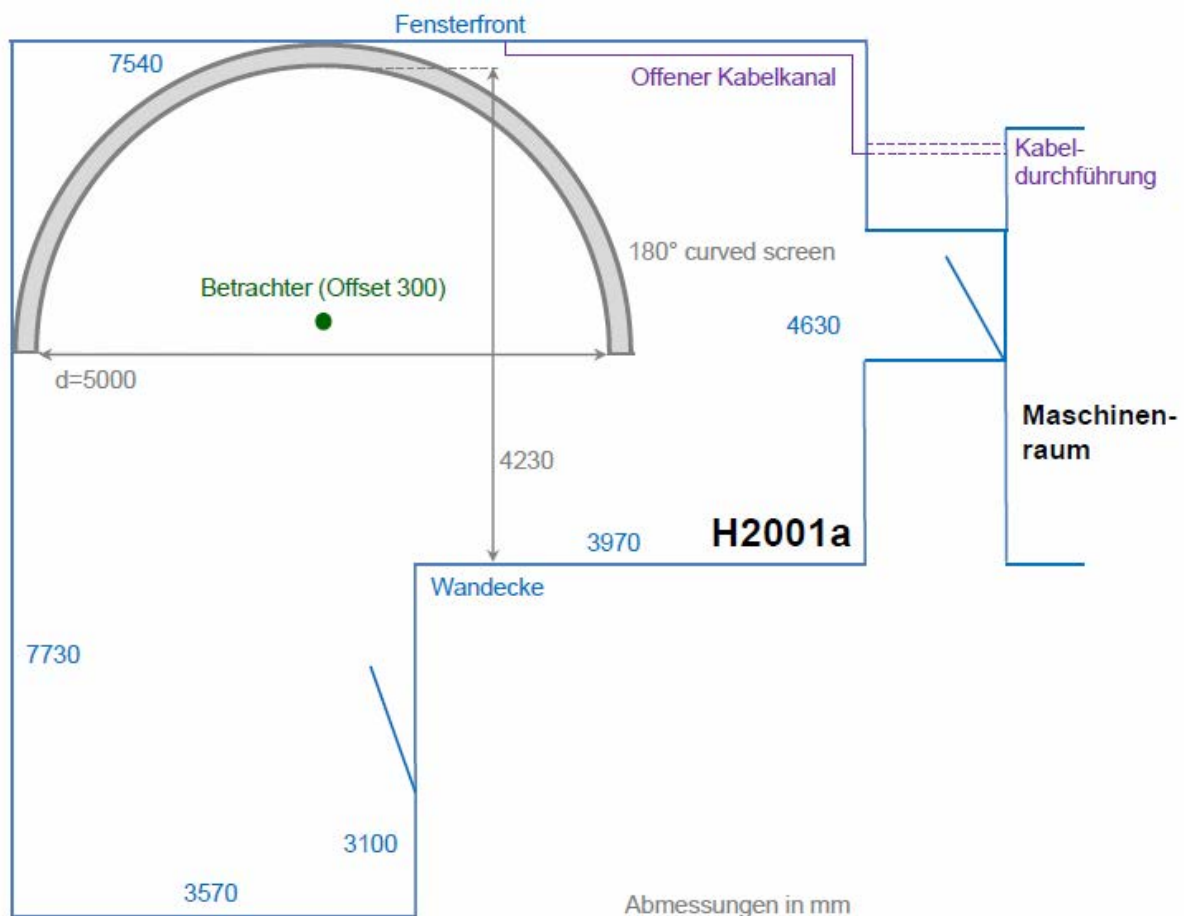 Fensterfront
7540
Offener Kabelkanal
Kabel-
durchführung
180° curved screen
Betrachter (Offset 300)
4630
d=5000
Maschinen-
raum
4230
H2001a
3970
Wandecke
7730
3100
3570
Abmessungen in mm